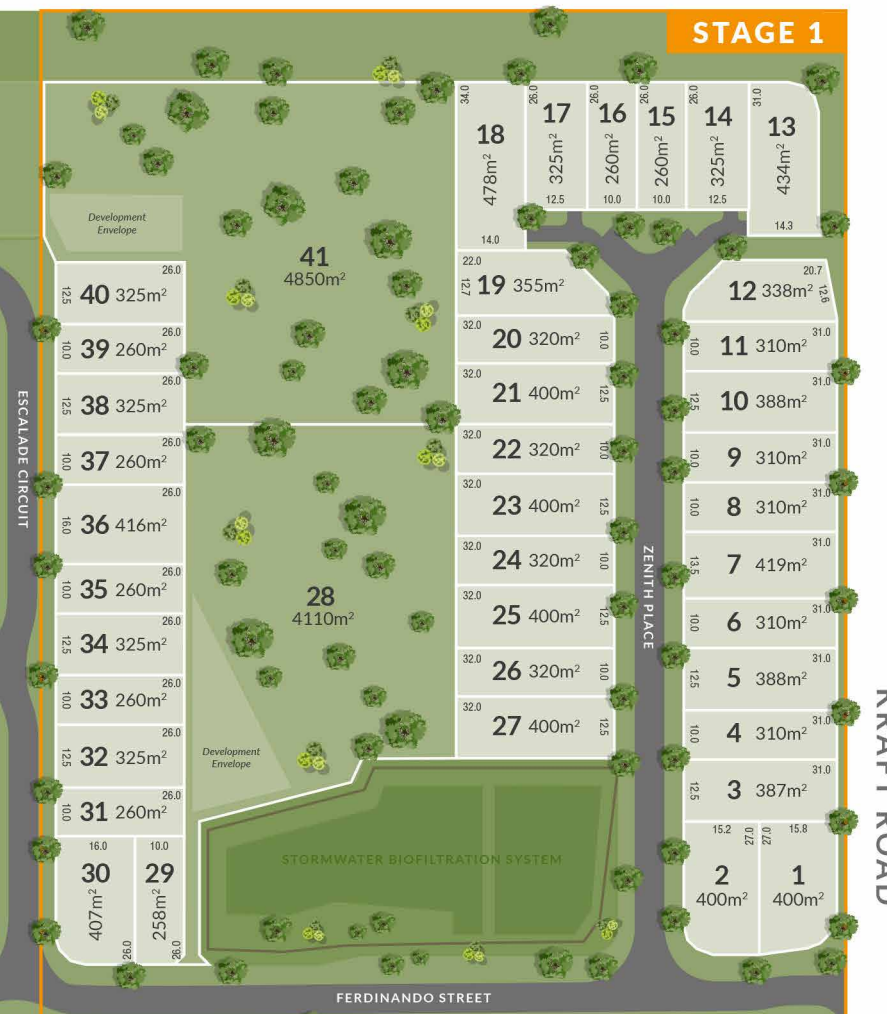 STAGE 1
34.0
18
478m²
14.0
26.0
17
325m²
12.5
26.0
16
260m²
10.0
26.0
15
260m²
10.0
26.0
14
325m²
12.5
31.0
13
434m²
14.3
Development
Envelope
41
4850m²
22.0
12.7
19 355m²
20.7
12.6
12 338m²
26.0
12.5
40 325m²
26.0
10.0
39 260m²
26.0
12.5
38 325m²
26.0
10.0
37 260m²
26.0
16.0
36 416m²
26.0
10.0
35 260m²
26.0
12.5
34 325m²
26.0
10.0
33 260m²
26.0
12.5
32 325m²
26.0
10.0
31 260m²
16.0
30
407m²
26.0
10.0
29
258m²
26.0
ESCALADE CIRCUIT
28
4110m²
Development
Envelope
32.0
20 320m²
10.0
32.0
21 400m²
12.5
32.0
22 320m²
10.0
32.0
23 400m²
12.5
32.0
24 320m²
10.0
32.0
25 400m²
12.5
32.0
26 320m²
10.0
32.0
27 400m²
12.5
ZENITH PLACE
31.0
10.0
11 310m²
31.0
12.5
10 388m²
31.0
10.0
9 310m²
31.0
10.0
8 310m²
31.0
13.5
7 419m²
31.0
10.0
6 310m²
31.0
12.5
5 388m²
31.0
10.0
4 310m²
31.0
12.5
3 387m²
15.2
27.0
2
400m²
15.8
27.0
1
400m²
KRAFT ROAD
STORMWATER BIOFILTRATION SYSTEM
FERDINANDO STREET